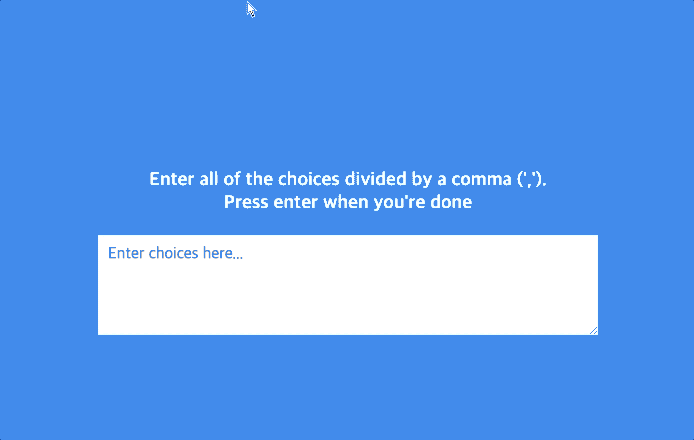 Enter all of the choices divided by a comma (',').
Press enter when you're done
Enter choices here...